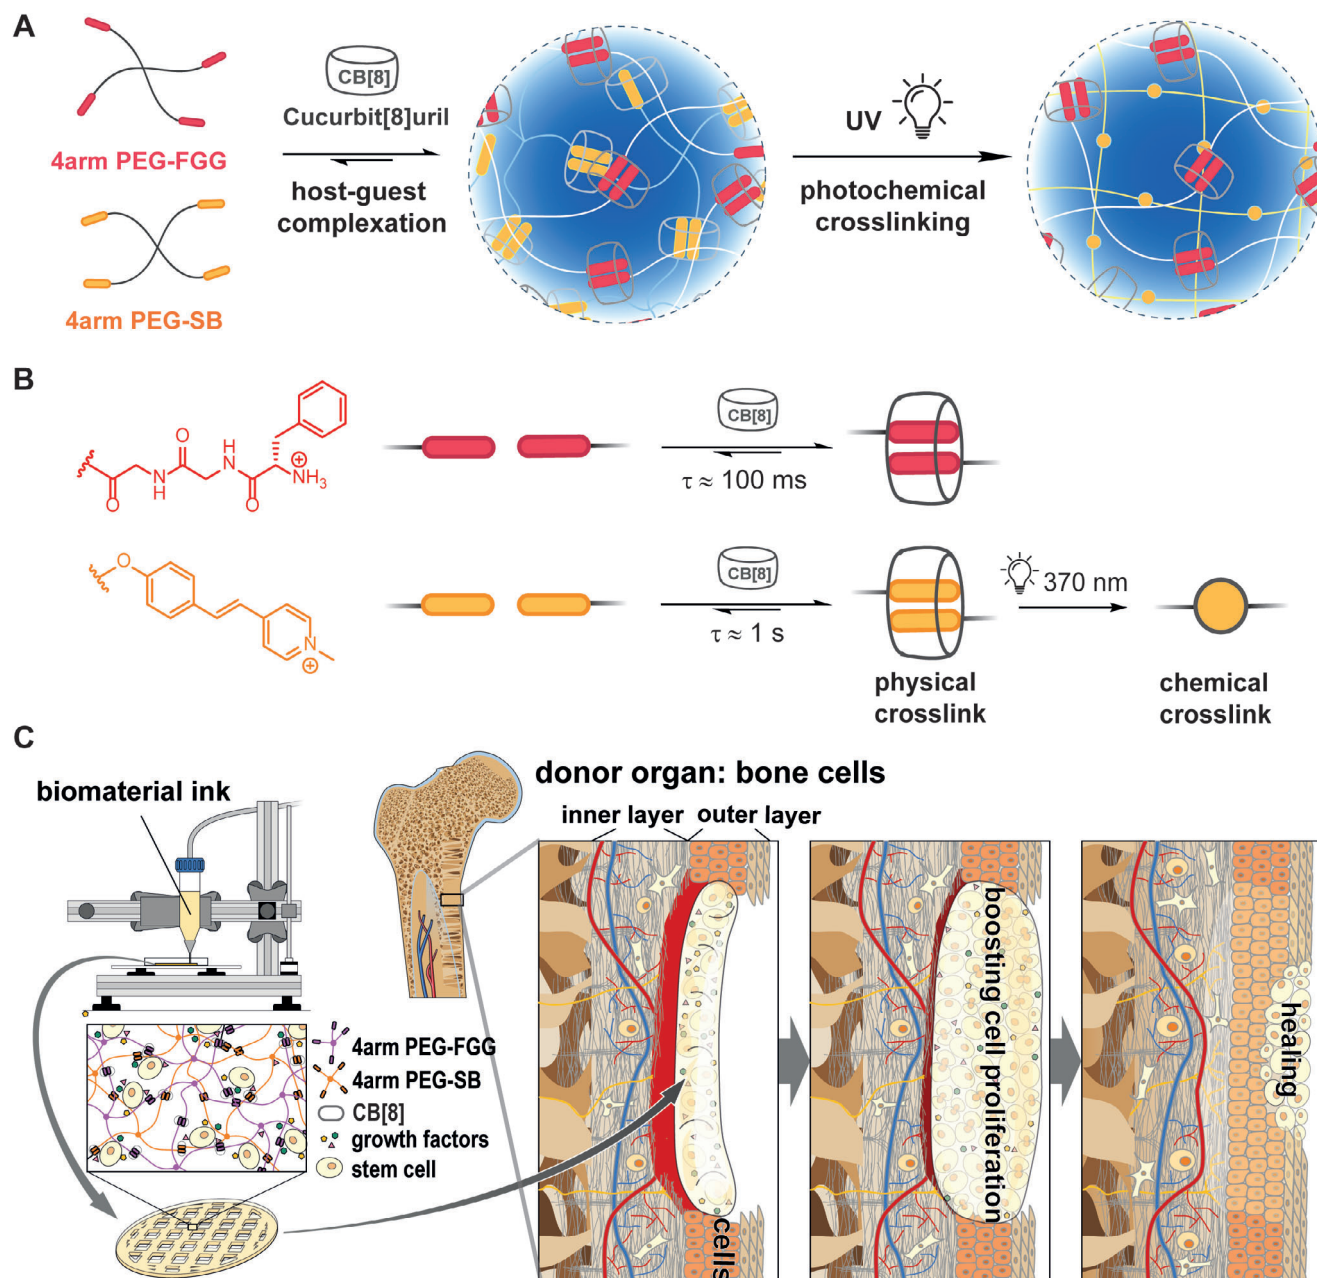 A
4arm PEG-FGG
4arm PEG-SB
CB[8]
Cucurbit[8]uril
host-guest
complexation
UV
photochemical
crosslinking
B
O
H
N
N
H
O
O
NH3
+
CB[8]
τ ≈ 100 ms
O
N
+
CB[8]
τ ≈ 1 s
370 nm
physical
crosslink
chemical
crosslink
C
biomaterial ink
donor organ: bone cells
inner layer
outer layer
4arm PEG-FGG
4arm PEG-SB
CB[8]
growth factors
stem cell
cells
boosting cell proliferation
healing